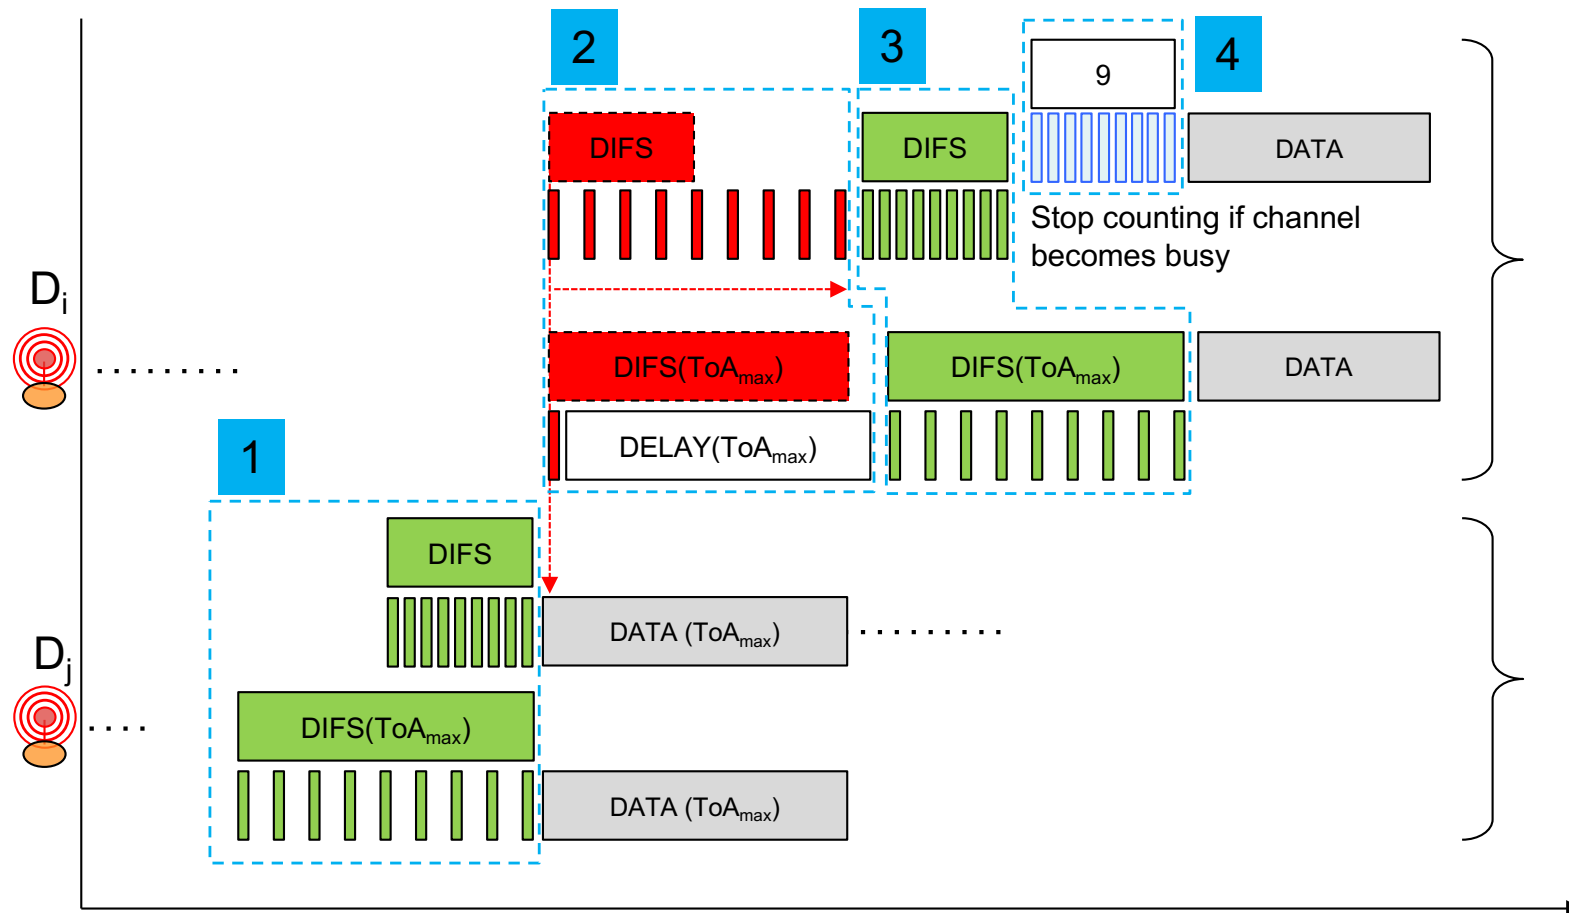 2
3
9
4
DIFS
DIFS
DATA
Stop counting if channel
becomes busy
Di
DIFS(ToAmax)
DIFS(ToAmax)
DATA
1
DELAY(ToAmax)
DIFS
DATA (ToAmax)
Dj
DIFS(ToAmax)
DATA (ToAmax)